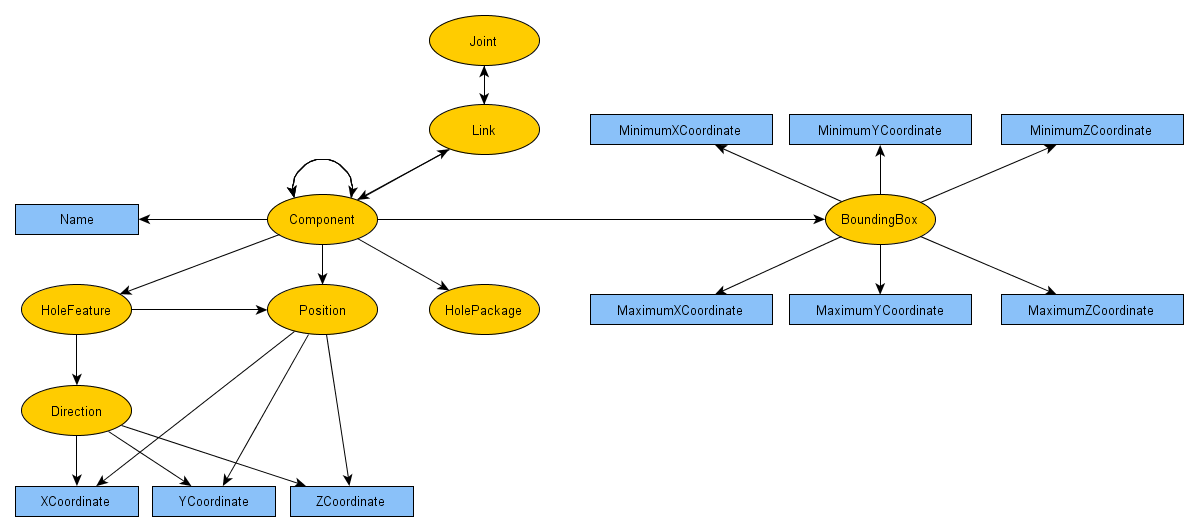 Joint
Link
MinimumXCoordinate
MinimumYCoordinate
MinimumZCoordinate
Name
Component
BoundingBox
HoleFeature
Position
HolePackage
MaximumXCoordinate
MaximumYCoordinate
MaximumZCoordinate
Direction
XCoordinate
YCoordinate
ZCoordinate